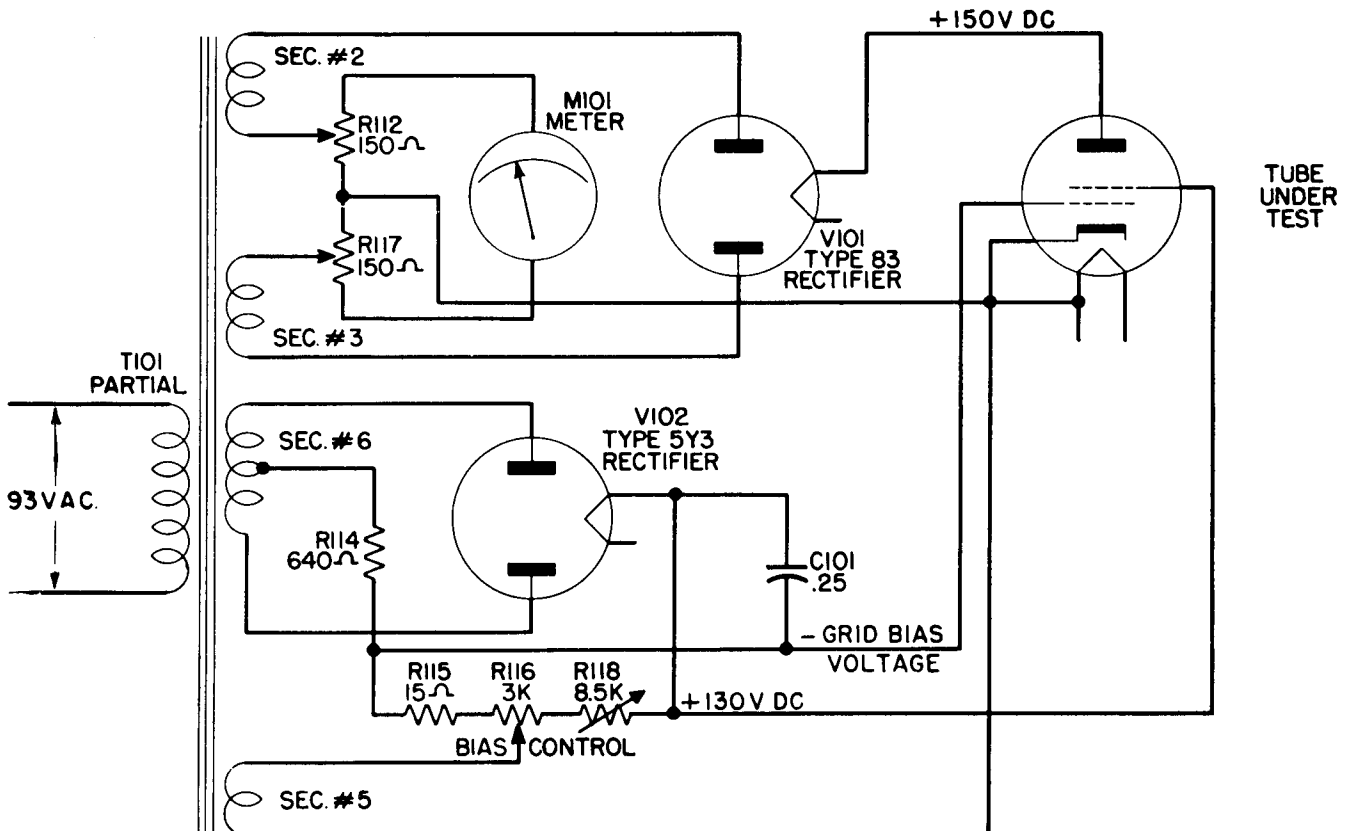 +150V DC
SEC. #2
M101
METER
R112
150Ω
TUBE
UNDER
TEST
R117
150Ω
V101
TYPE 83
RECTIFIER
SEC. #3
T101
PARTIAL
V102
TYPE 5Y3
RECTIFIER
SEC. #6
93VAC.
R114
640Ω
C101
.25
- GRID BIAS
VOLTAGE
R115
15Ω
R116
3K
R118
8.5K
+130V DC
BIAS CONTROL
SEC. #5